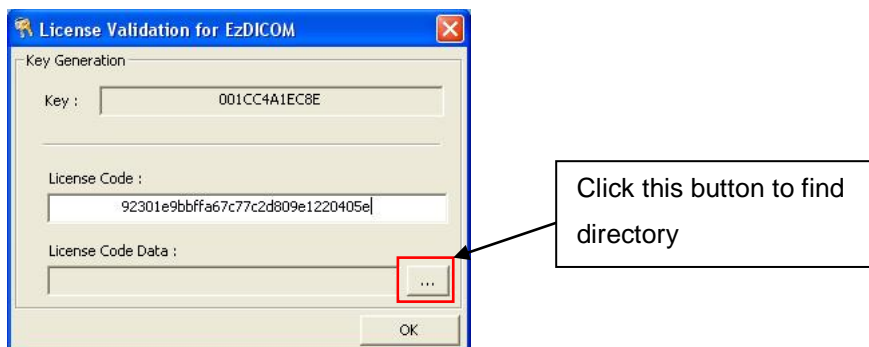 License Validation for EzDICOM
Key Generation
Key :
001CC4A1EC8E
License Code :
92301e9bbffa67c77c2d809e1220405e
License Code Data :
...
OK
Click this button to find
directory